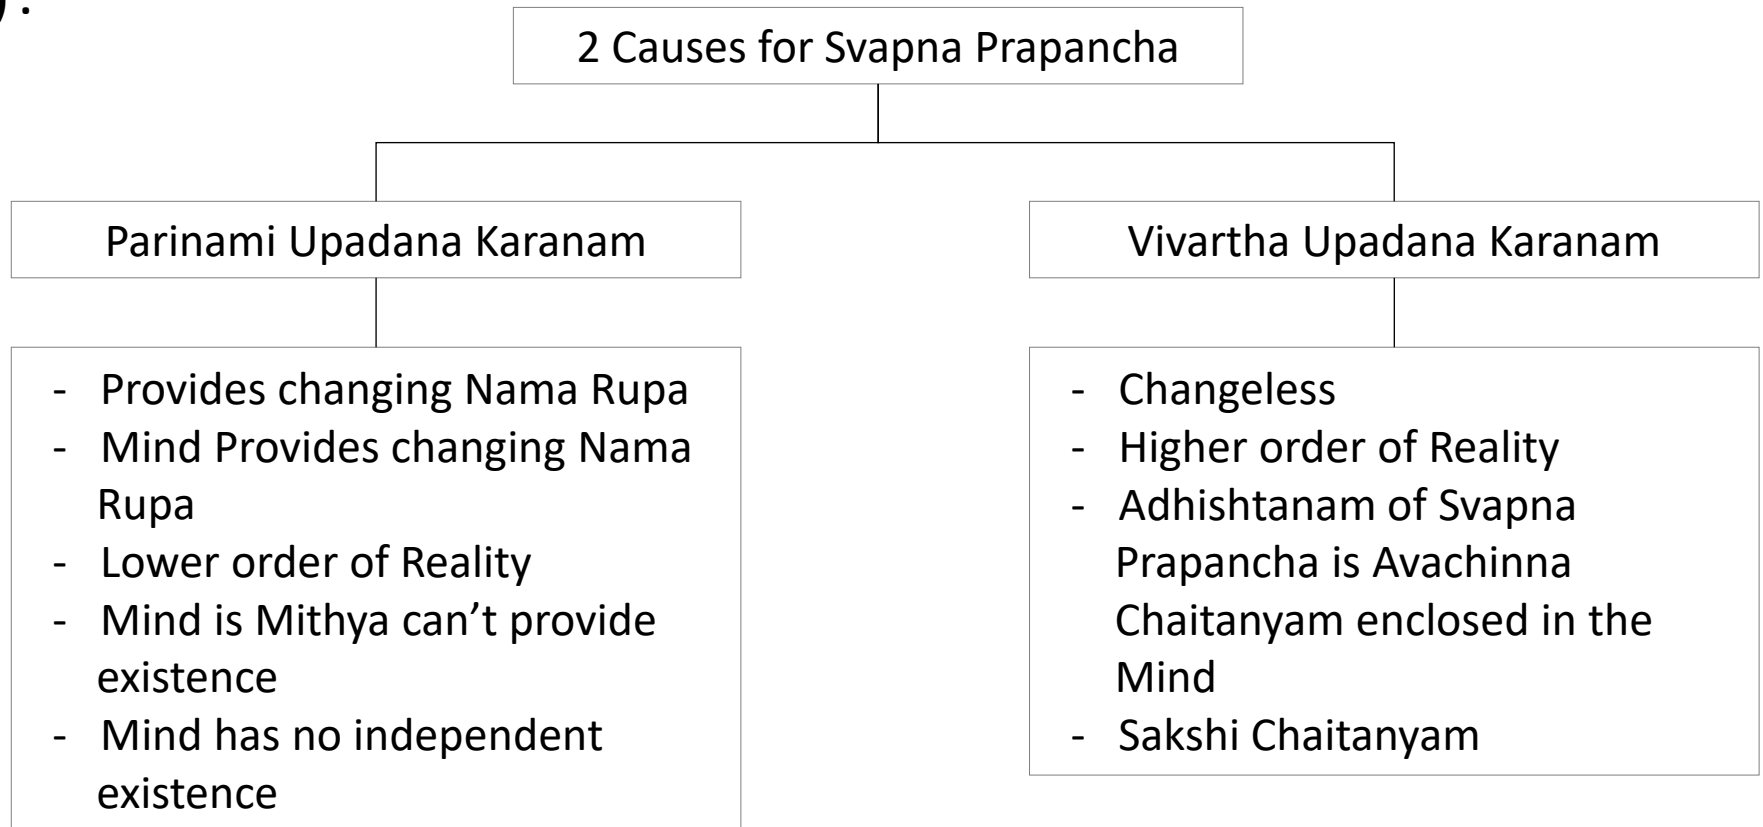 ) :
2 Causes for Svapna Prapancha
Parinami Upadana Karanam
- Provides changing Nama Rupa
- Mind Provides changing Nama
Rupa
- Lower order of Reality
- Mind is Mithya can’t provide
existence
- Mind has no independent
existence
Vivartha Upadana Karanam
- Changeless
- Higher order of Reality
- Adhishtanam of Svapna
Prapancha is Avachinna
Chaitanyam enclosed in the
Mind
- Sakshi Chaitanyam